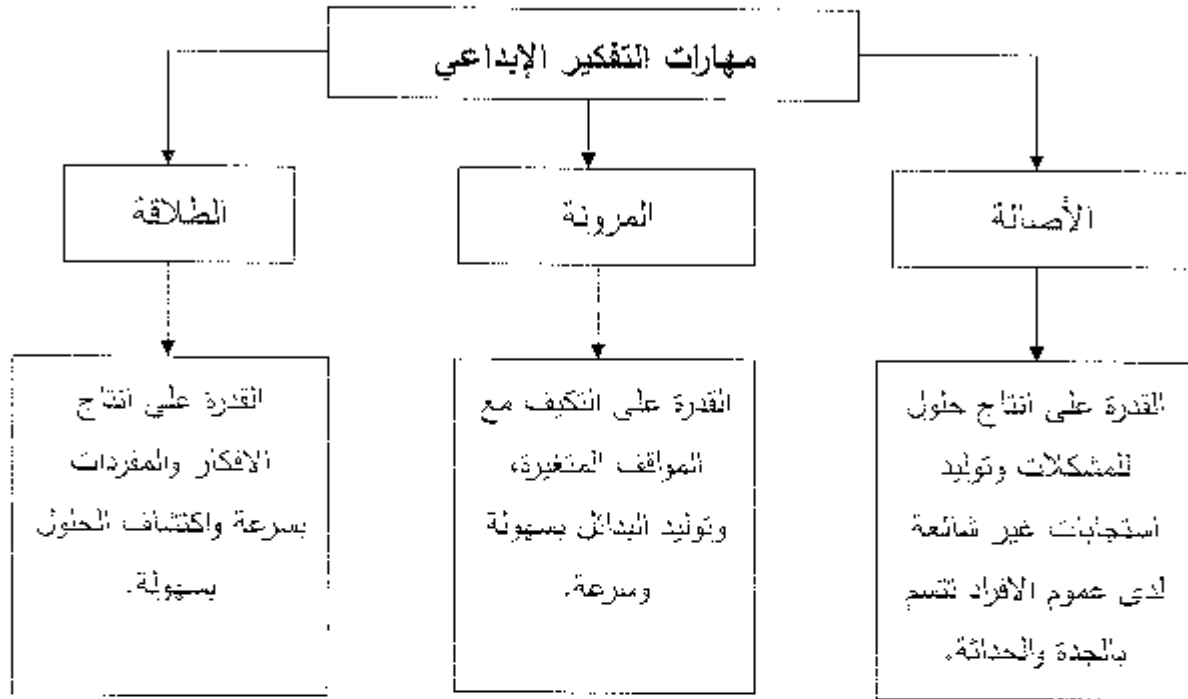 مهارات التفكير الإبداعي
الأصالة
المرونة
الطلاقة
القدرة على انتاج حلول
للمشكلات وتوليد
استجابات غير شائعة
لدى عموم الافراد تتسم
بالجدة والحداثة.
القدرة على التكيف مع
المواقف المتغيرة،
وتوليد البدائل بسهولة
وسرعة.
القدرة علي انتاج
الافكار والمفردات
بسرعة واكتشاف الحلول
بسهولة.